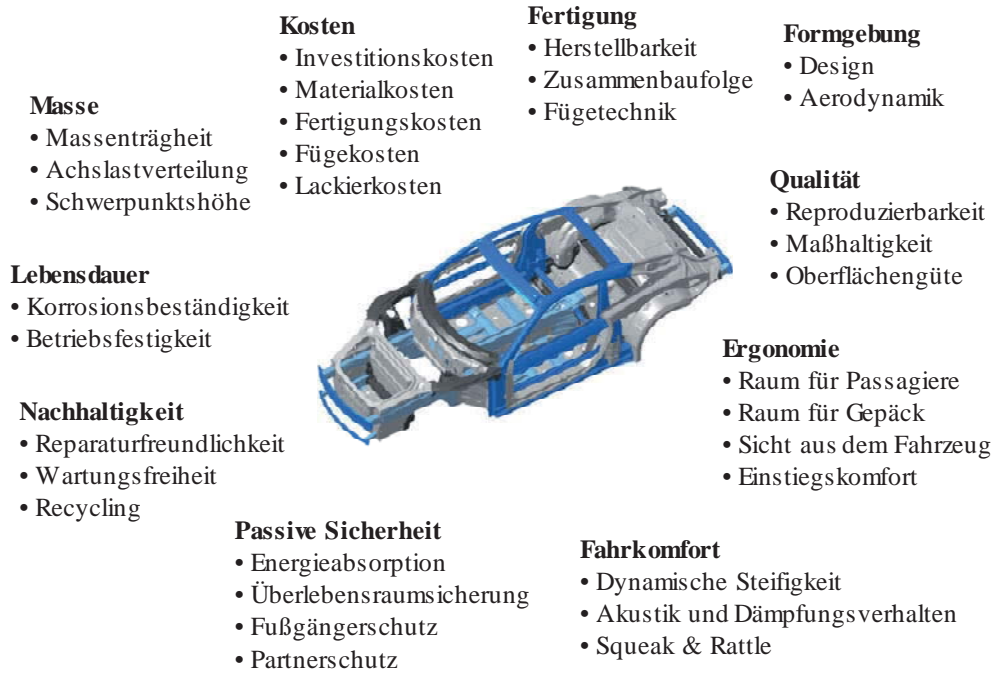 Kosten
• Investitionskosten
• Materialkosten
• Fertigungskosten
• Fügekosten
• Lackierkosten
Fertigung
• Herstellbarkeit
• Zusammenbaufolge
• Fügetechnik
Formgebung
• Design
• Aerodynamik
Masse
• Massenträgheit
• Achslastverteilung
• Schwerpunktshöhe
Qualität
• Reproduzierbarkeit
• Maßhaltigkeit
• Oberflächengüte
Lebensdauer
• Korrosionsbeständigkeit
• Betriebsfestigkeit
Ergonomie
• Raum für Passagiere
• Raum für Gepäck
• Sicht aus dem Fahrzeug
• Einstiegskomfort
Nachhaltigkeit
• Reparaturfreundlichkeit
• Wartungsfreiheit
• Recycling
Passive Sicherheit
• Energieabsorption
• Überlebensraumsicherung
• Fußgängerschutz
• Partnerschutz
Fahrkomfort
• Dynamische Steifigkeit
• Akustik und Dämpfungsverhalten
• Squeak & Rattle